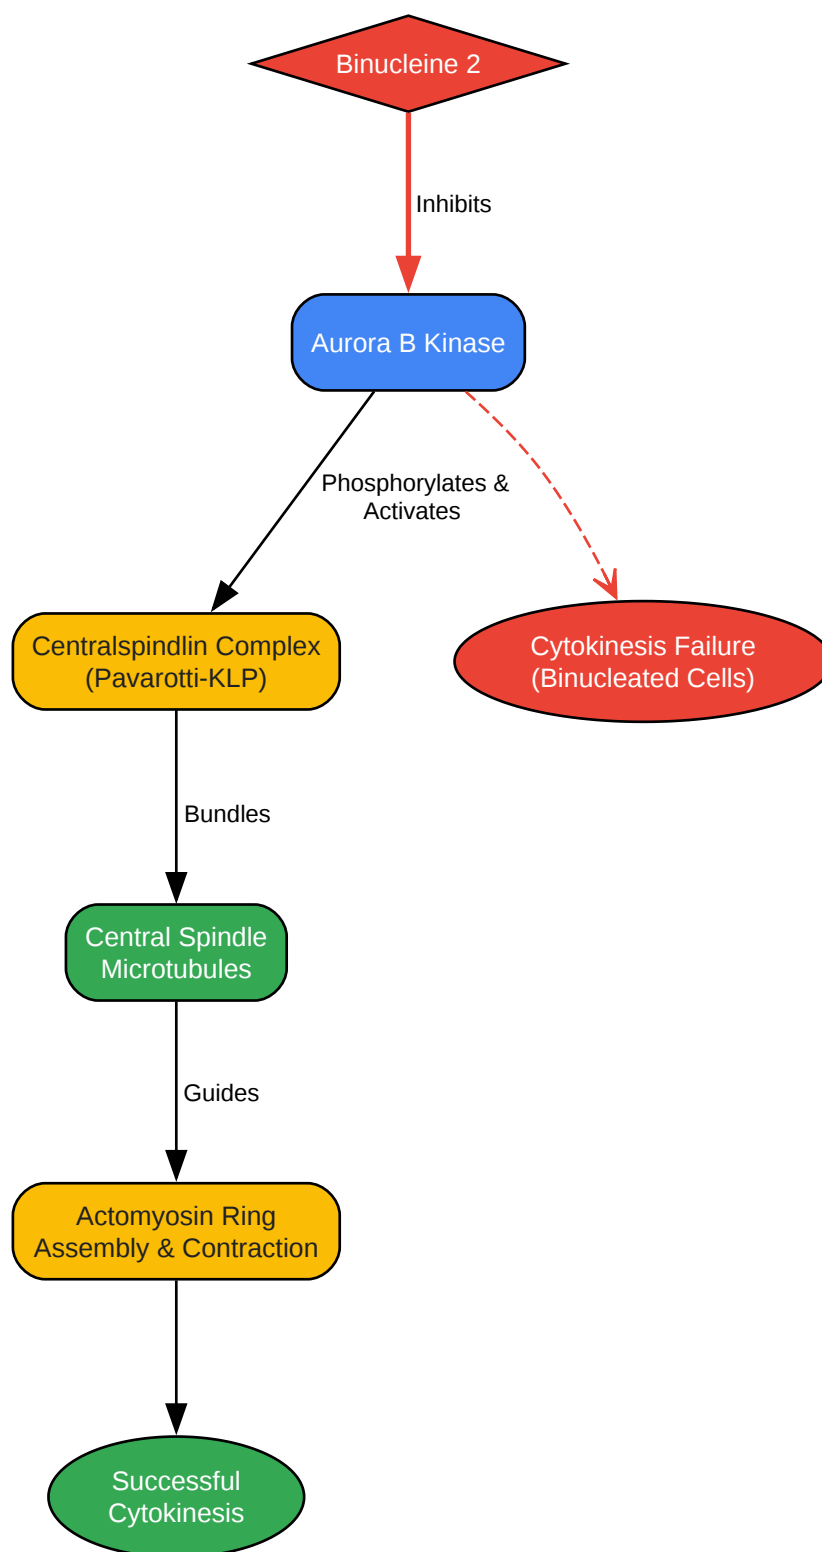 Binucleine 2
Inhibits
Aurora B Kinase
Phosphorylates &
Activates
Centralspindlin Complex
(Pavarotti-KLP)
Cytokinesis Failure
(Binucleated Cells)
Bundles
Central Spindle
Microtubules
Guides
Actomyosin Ring
Assembly & Contraction
Successful
Cytokinesis